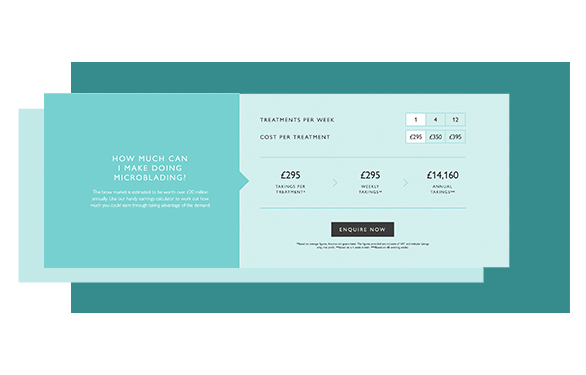 HOW MUCH CAN
I MAKE DOING
MICROBLADING?
The brow market is estimated to be worth over £20 million
annually. Use our handy earnings calculator to work out how
much you could earn through taking advantage of the demand.
TREATMENTS PER WEEK 1 4 12
COST PER TREATMENT £295 £350 £395
£295 £295 £14,160
TAKINGS PER WEEKLY ANNUAL
TREATMENT* TAKINGS** TAKINGS***
ENQUIRE NOW